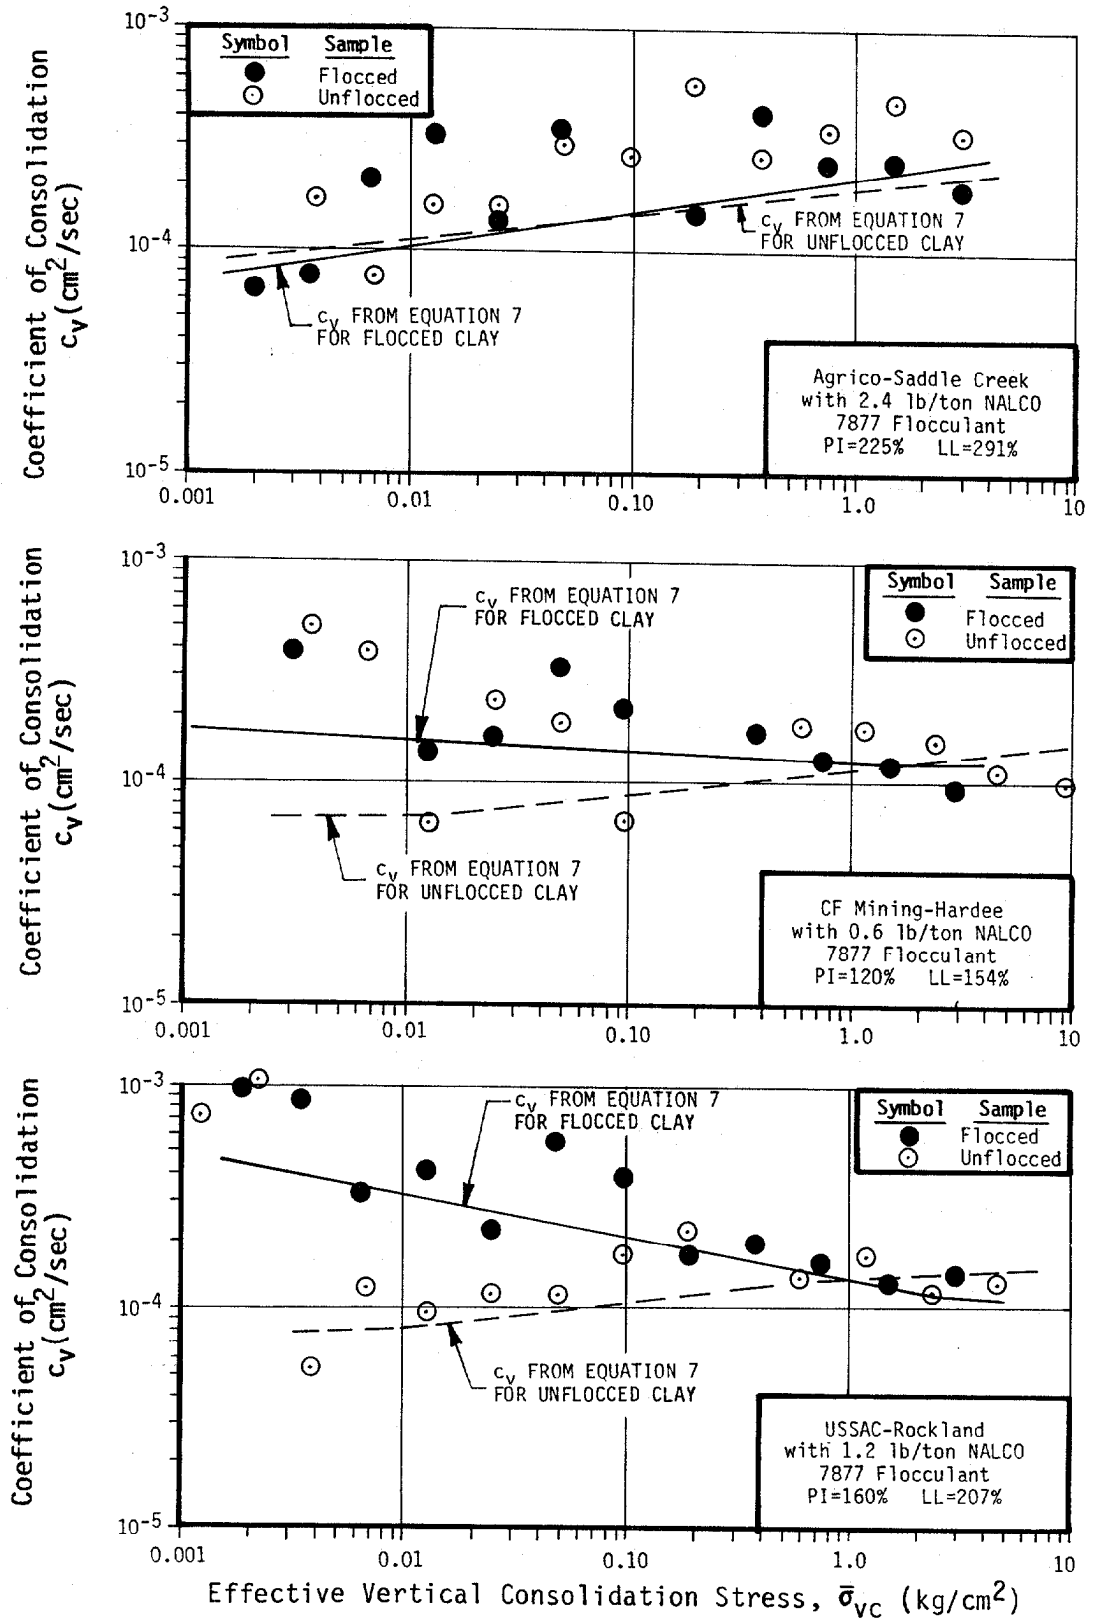 Coefficient of Consolidation
c_v(cm²/sec)
10⁻³
10⁻⁴
10⁻⁵
Symbol Sample
Flocced
Unflocced
c_v FROM EQUATION 7
FOR UNFLOCCED CLAY
c_v FROM EQUATION 7
FOR FLOCCED CLAY
Agrico-Saddle Creek
with 2.4 lb/ton NALCO
7877 Flocculant
PI=225% LL=291%
0.001 0.01 0.10 1.0 10
Coefficient of Consolidation
c_v(cm²/sec)
10⁻³
10⁻⁴
10⁻⁵
c_v FROM EQUATION 7
FOR FLOCCED CLAY
Symbol Sample
Flocced
Unflocced
c_v FROM EQUATION 7
FOR UNFLOCCED CLAY
CF Mining-Hardee
with 0.6 lb/ton NALCO
7877 Flocculant
PI=120% LL=154%
0.001 0.01 0.10 1.0 10
Coefficient of Consolidation
c_v(cm²/sec)
10⁻³
10⁻⁴
10⁻⁵
c_v FROM EQUATION 7
FOR FLOCCED CLAY
Symbol Sample
Flocced
Unflocced
c_v FROM EQUATION 7
FOR UNFLOCCED CLAY
USSAC-Rockland
with 1.2 lb/ton NALCO
7877 Flocculant
PI=160% LL=207%
0.001 0.01 0.10 1.0 10
Effective Vertical Consolidation Stress, σ̄_vc (kg/cm²)